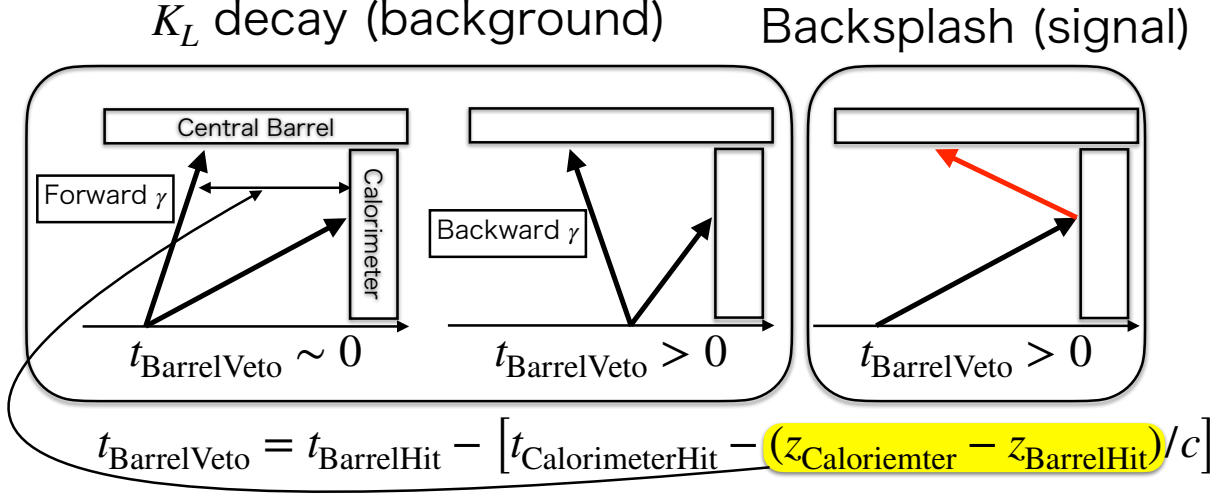 K_L decay (background)
Backsplash (signal)
Central Barrel
Forward γ
Calorimeter
Backward γ
t_BarrelVeto ~ 0
t_BarrelVeto > 0
t_BarrelVeto > 0
t_BarrelVeto = t_BarrelHit − [t_CalorimeterHit − (z_Caloriemter − z_BarrelHit)/c]